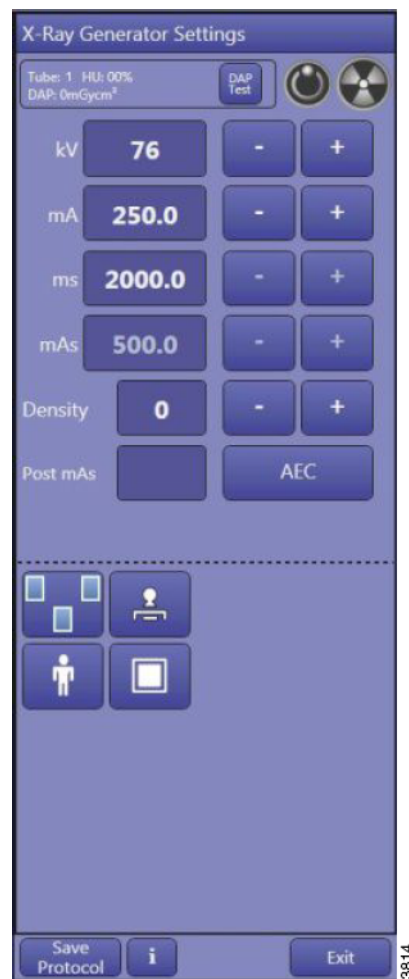 X-Ray Generator Settings
Tube: 1 HU: 00%
DAP: 0mGycm²
DAP
Test
kV 76 - +
mA 250.0 - +
ms 2000.0 - +
mAs 500.0 - +
Density 0 - +
Post mAs AEC
Save
Protocol
i
Exit
3814